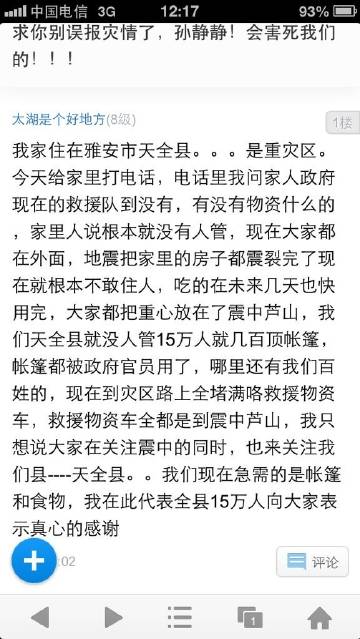 中国电信 3G 12:17 93%
求你别误报灾情了，孙静静！会害死我们
的！！！
太湖是个好地方(8级) 1楼
我家住在雅安市天全县。。。是重灾区。
今天给家里打电话，电话里我问家人政府
现在的救援队到没有，有没有物资什么的
，家里人说根本就没有人管，现在大家都
在外面，地震把家里的房子都震裂完了现
在就根本不敢住人，吃的在未来几天也快
用完，大家都把重心放在了震中芦山，我
们天全县就没人管15万人就几百顶帐篷，
帐篷都被政府官员用了，哪里还有我们百
姓的，现在到灾区路上全堵满咯救援物资
车，救援物资车全都是到震中芦山，我只
想说大家在关注震中的同时，也来关注我
们县----天全县。。我们现在急需的是帐篷
和食物，我在此代表全县15万人向大家表
示真心的感谢
:02 评论
1